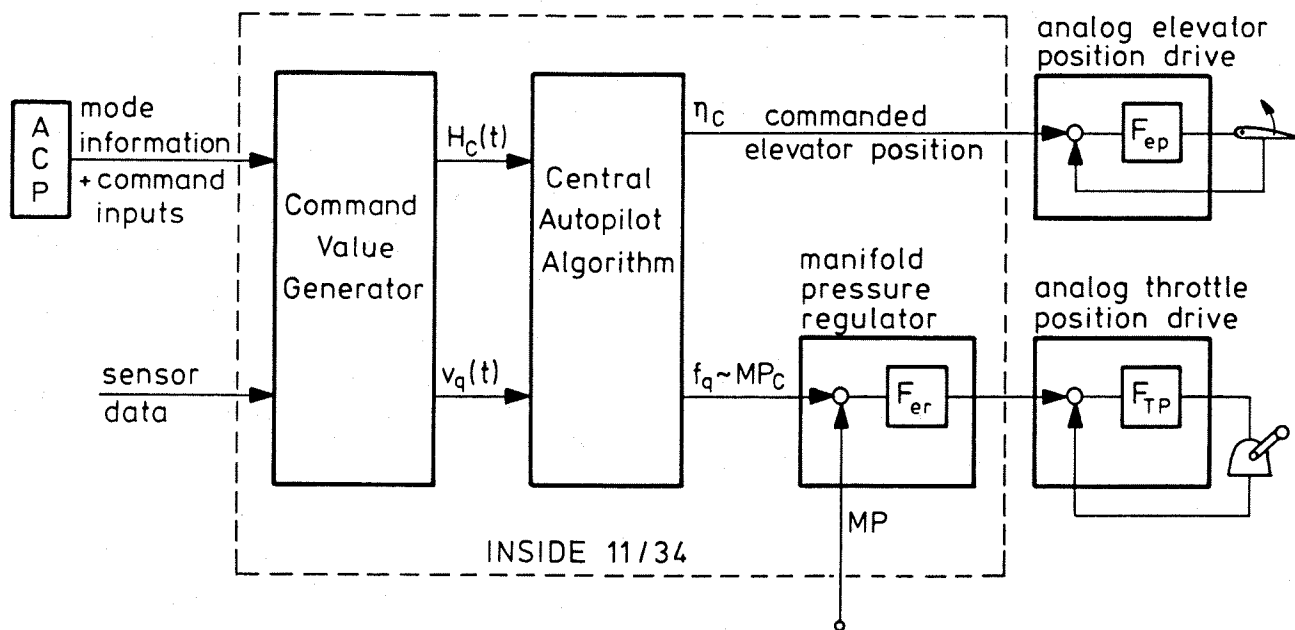 A
C
P
mode
information
+ command
inputs
sensor
data
Command
Value
Generator
H_C(t)
v_q(t)
Central
Autopilot
Algorithm
η_C commanded
elevator position
f_q ~ MP_C
manifold
pressure
regulator
F_er
MP
INSIDE 11/34
analog elevator
position drive
F_ep
analog throttle
position drive
F_TP